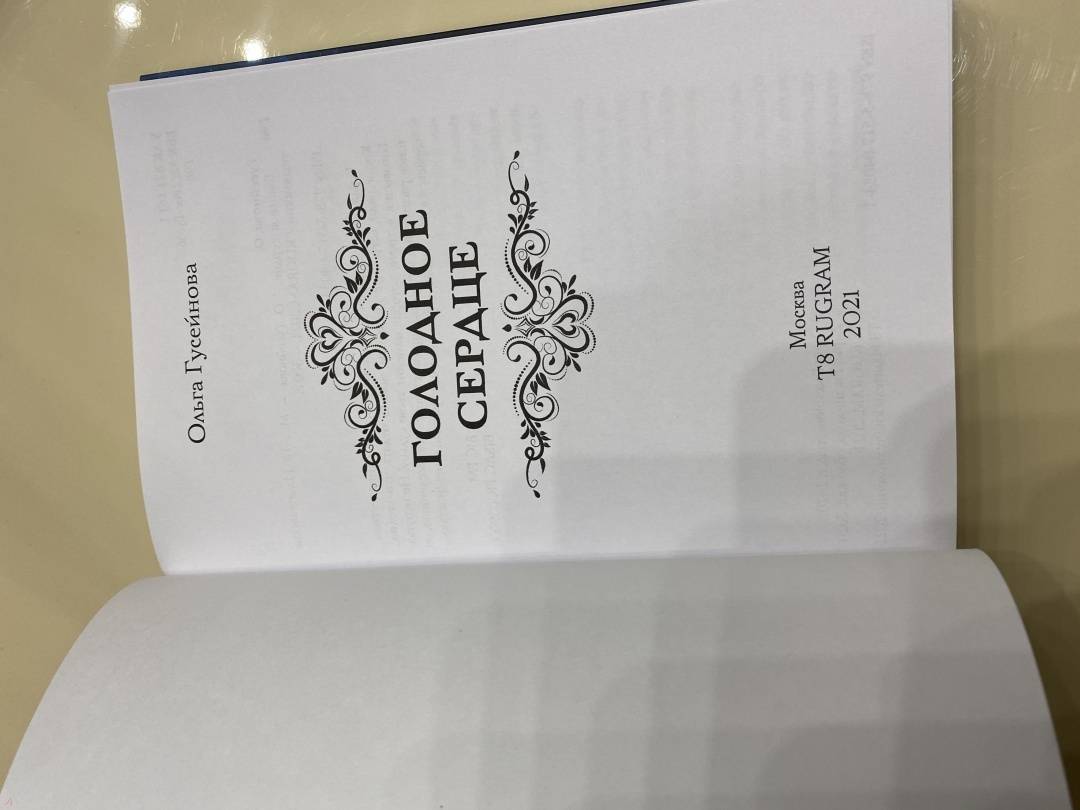 Ольга Гусейнова
ГОЛОДНОЕ
СЕРДЦЕ
Москва
T8 RUGRAM
2021